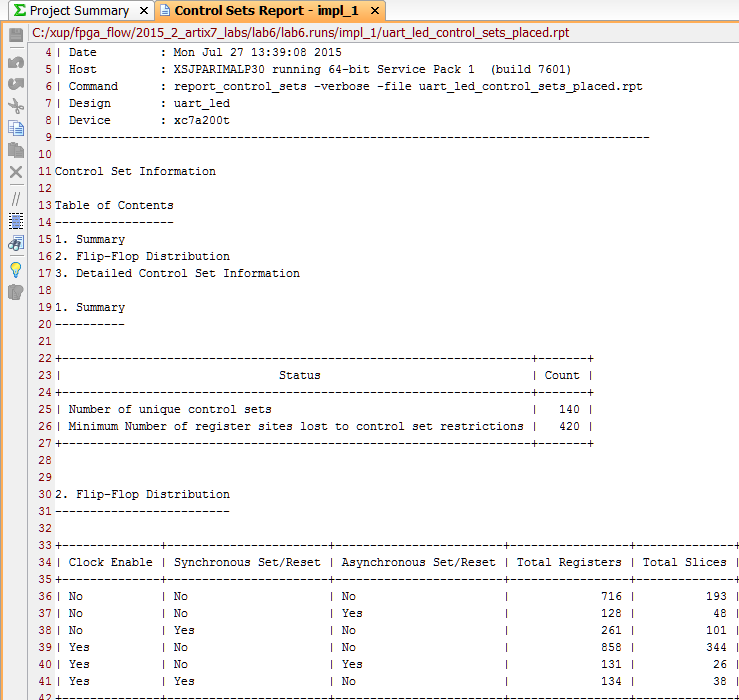 Project Summary × Control Sets Report - impl_1 ×
C:/xup/fpga_flow/2015_2_artix7_labs/lab6/lab6.runs/impl_1/uart_led_control_sets_placed.rpt
4| Date          : Mon Jul 27 13:39:08 2015
5| Host          : XSJPARIMALP30 running 64-bit Service Pack 1  (build 7601)
6| Command       : report_control_sets -verbose -file uart_led_control_sets_placed.rpt
7| Design        : uart_led
8| Device        : xc7a200t
9----------------------------------------------------------------------------------------
10
11 Control Set Information
12
13 Table of Contents
14-----------------
15 1. Summary
16 2. Flip-Flop Distribution
17 3. Detailed Control Set Information
18
19 1. Summary
20----------
21
22+----------------------------------------------------------------------+-------+
23|                                Status                                | Count |
24+----------------------------------------------------------------------+-------+
25| Number of unique control sets                                        |   140 |
26| Minimum Number of register sites lost to control set restrictions |   420 |
27+----------------------------------------------------------------------+-------+
28
29
30 2. Flip-Flop Distribution
31-------------------------
32
33+--------------+------------------------+-------------------------+-----------------+--------------+
34| Clock Enable | Synchronous Set/Reset | Asynchronous Set/Reset | Total Registers | Total Slices |
35+--------------+------------------------+-------------------------+-----------------+--------------+
36| No           | No                    | No                     |             716 |          193 |
37| No           | No                    | Yes                    |             128 |           48 |
38| No           | Yes                   | No                     |             261 |          101 |
39| Yes          | No                    | No                     |             858 |          344 |
40| Yes          | No                    | Yes                    |             131 |           26 |
41| Yes          | Yes                   | No                     |             134 |           38 |
42+--------------+------------------------+-------------------------+-----------------+--------------+